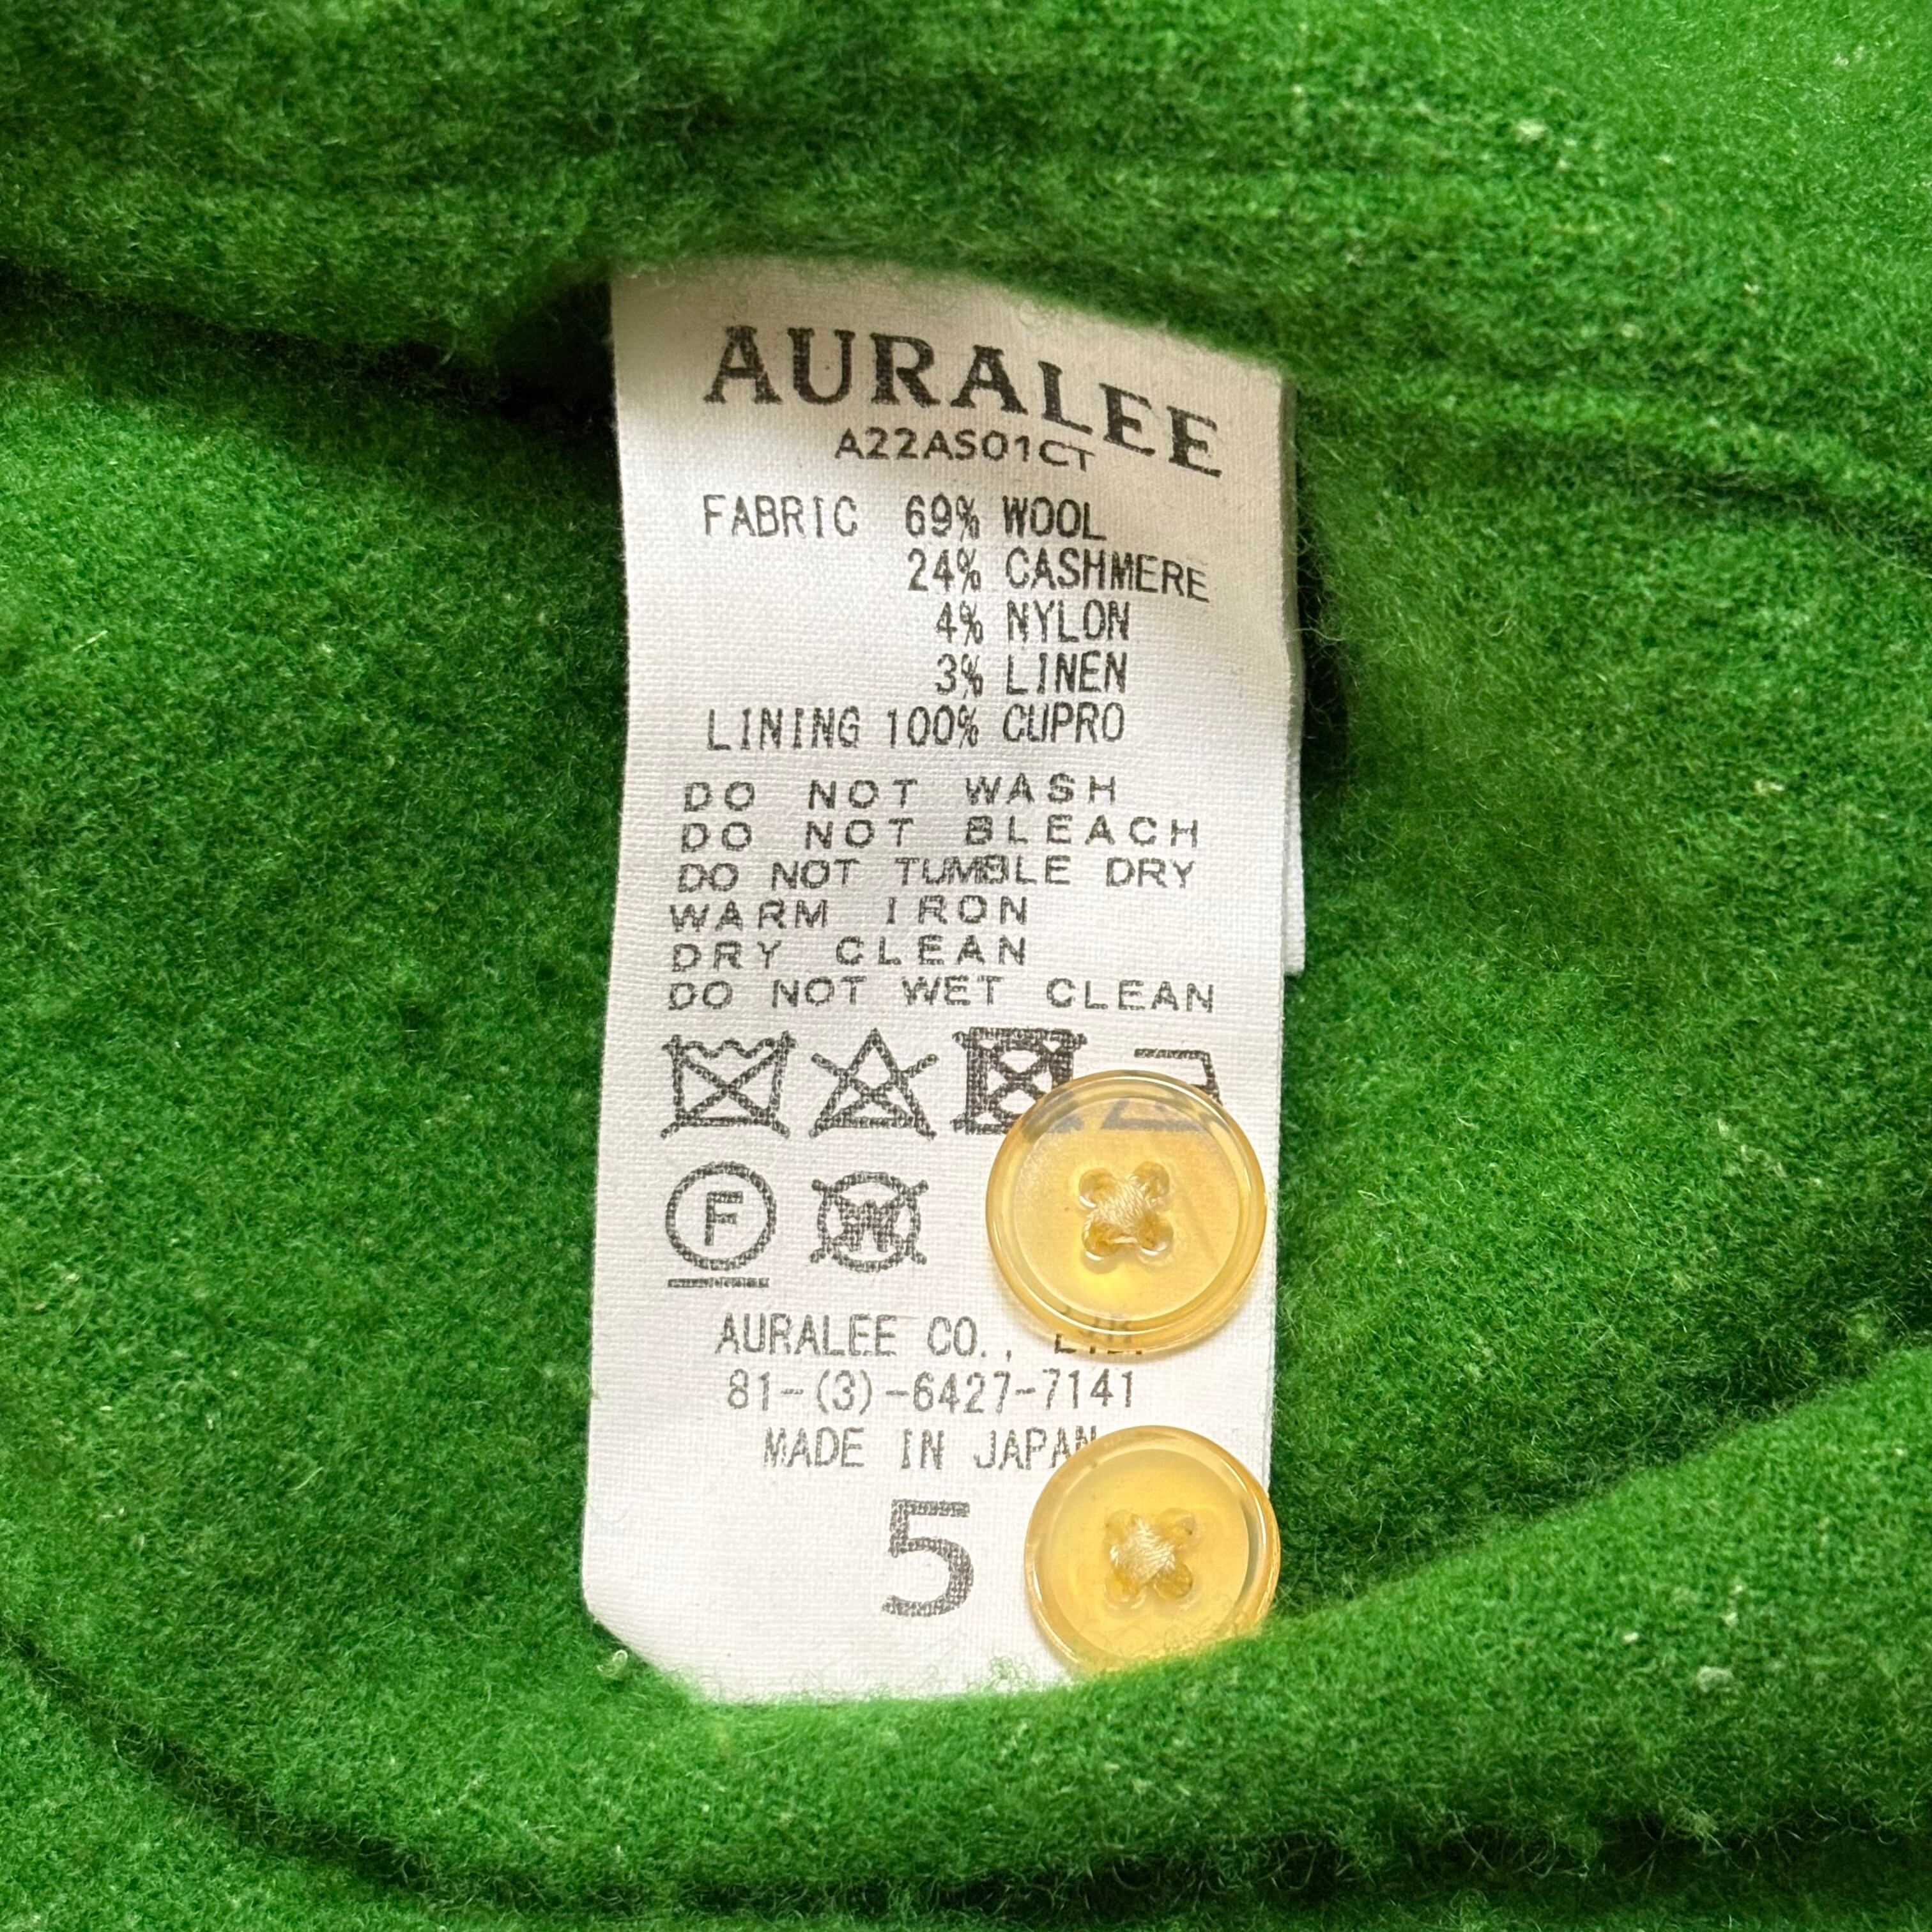 AURALEE
A22AS01CT
FABRIC 69% WOOL
24% CASHMERE
4% NYLON
3% LINEN
LINING 100% CUPRO
DO NOT WASH
DO NOT BLEACH
DO NOT TUMBLE DRY
WARM IRON
DRY CLEAN
DO NOT WET CLEAN
F W
AURALEE CO.,
81-(3)-6427-7141
MADE IN JAPAN
5